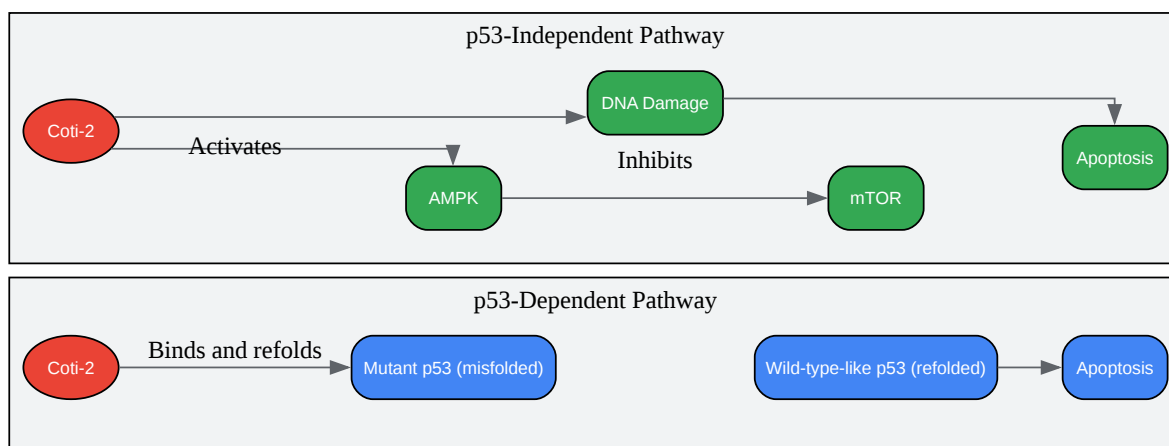 p53-Independent Pathway
DNA Damage
Coti-2
Activates
Inhibits
Apoptosis
AMPK
mTOR
p53-Dependent Pathway
Coti-2
Binds and refolds
Mutant p53 (misfolded)
Wild-type-like p53 (refolded)
Apoptosis